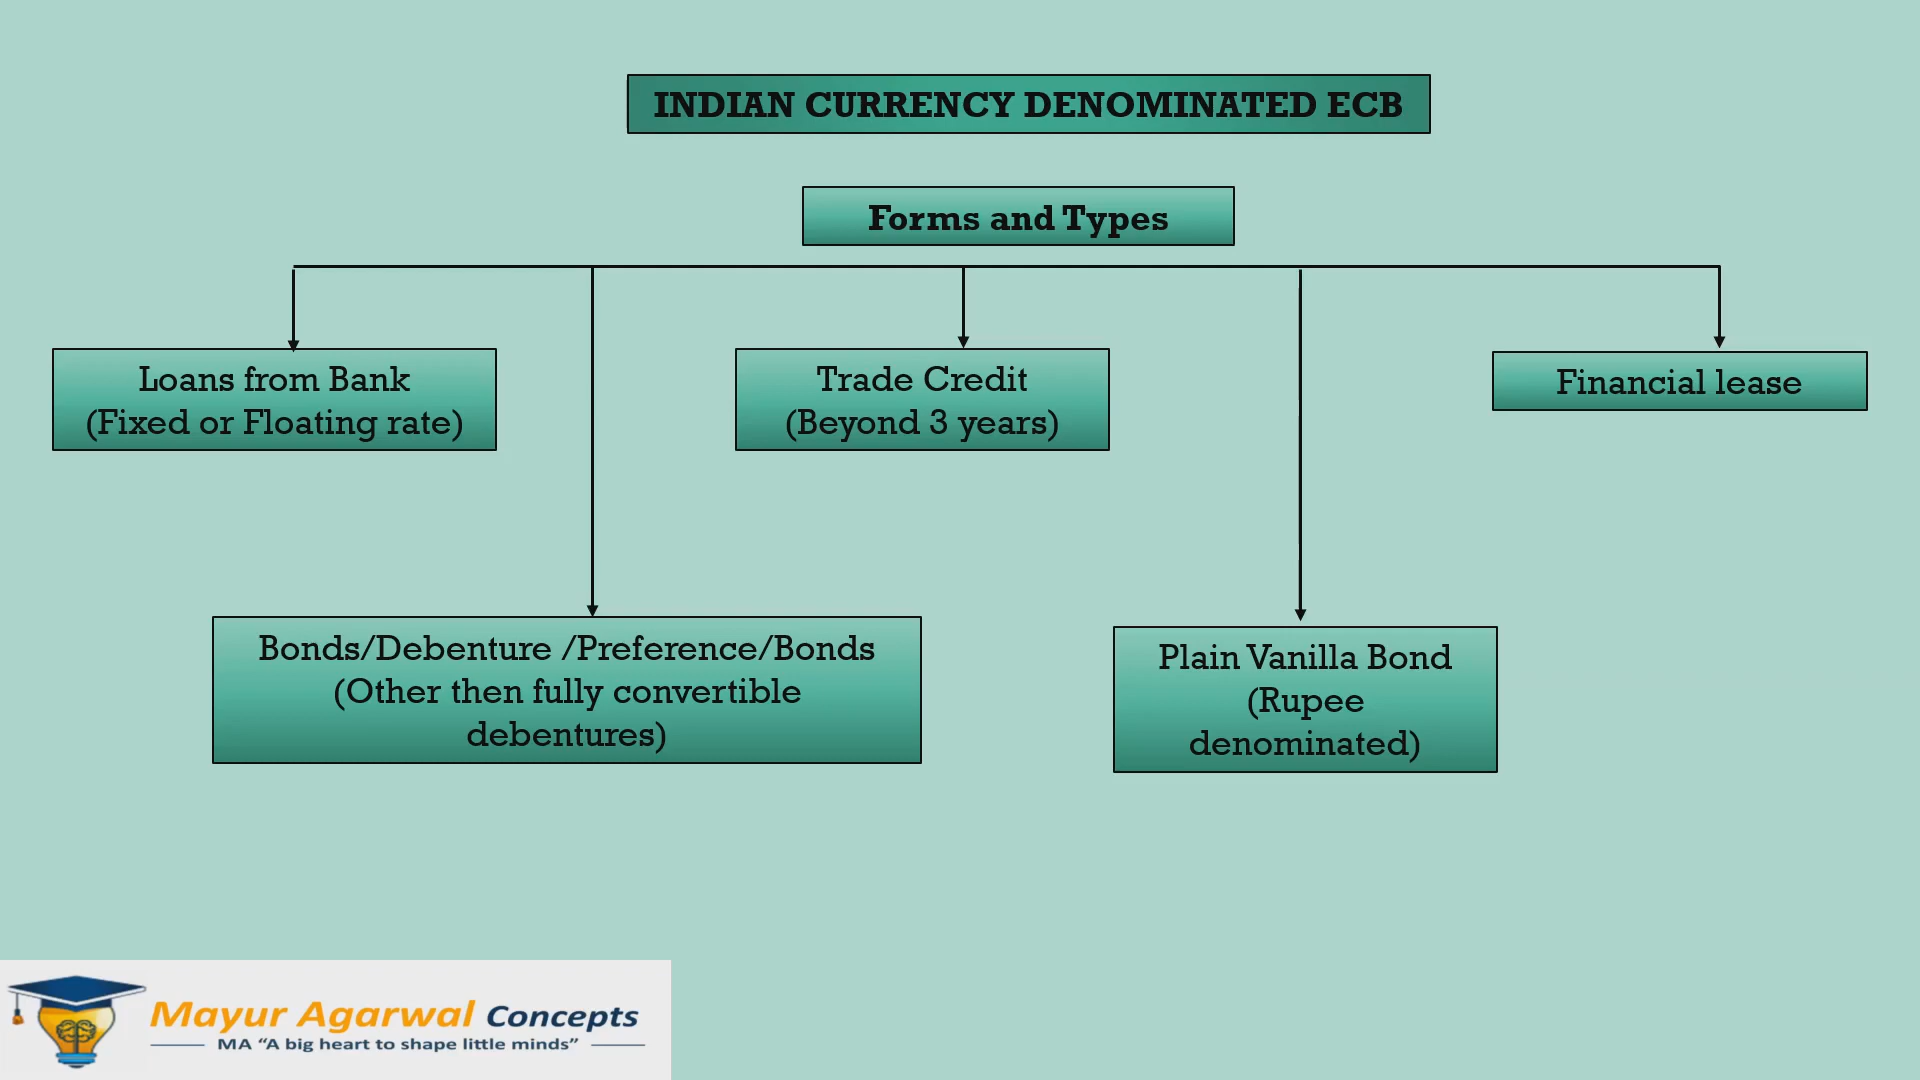 INDIAN CURRENCY DENOMINATED ECB
Forms and Types
Loans from Bank
(Fixed or Floating rate)
Trade Credit
(Beyond 3 years)
Financial lease
Bonds/Debenture /Preference/Bonds
(Other then fully convertible
debentures)
Plain Vanilla Bond
(Rupee
denominated)
Mayur Agarwal Concepts
MA “A big heart to shape little minds”